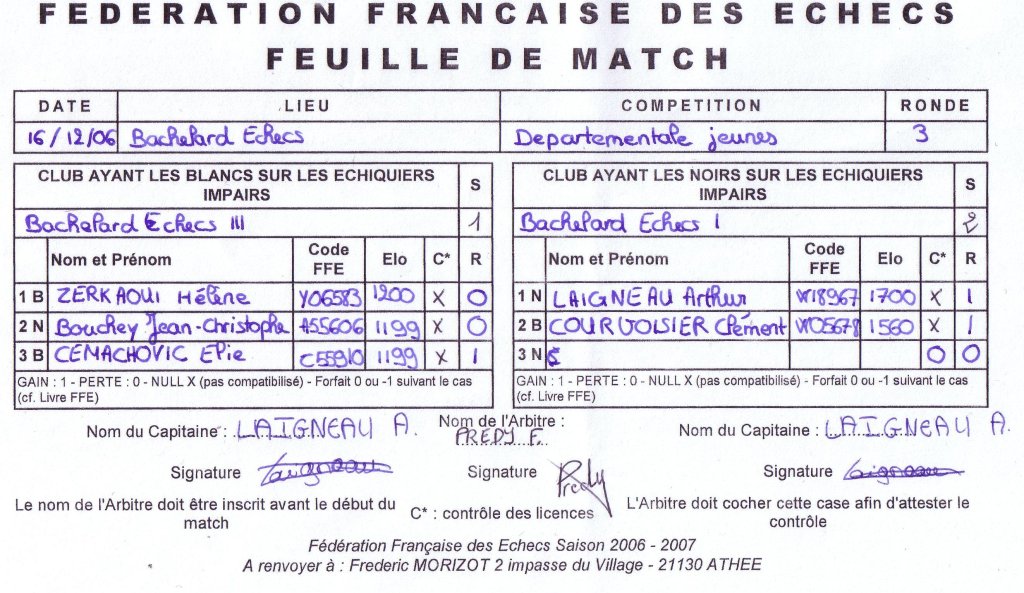 FEDERATION FRANCAISE DES ECHECS
FEUILLE DE MATCH
DATE LIEU COMPETITION RONDE
16/12/06 Bachelard Echecs Departementale jeunes 3
CLUB AYANT LES BLANCS SUR LES ECHIQUIERS IMPAIRS S
Bachelard Echecs III 1
Nom et Prénom Code FFE Elo C* R
1 B ZERKAOUI Hélène Y06583 1200 X 0
2 N Bouchey Jean-Christophe A55606 1199 X 0
3 B CEMACHOVIC Elie C55910 1199 X 1
GAIN : 1 - PERTE : 0 - NULL X (pas compatibilisé) - Forfait 0 ou -1 suivant le cas
(cf. Livre FFE)
CLUB AYANT LES NOIRS SUR LES ECHIQUIERS IMPAIRS S
Bachelard Echecs I 2
Nom et Prénom Code FFE Elo C* R
1 N LAIGNEAU Arthur W18967 1700 X 1
2 B COURVOISIER Clément W05678 1560 X 1
3 N 0 0
GAIN : 1 - PERTE : 0 - NULL X (pas compatibilisé) - Forfait 0 ou -1 suivant le cas
(cf. Livre FFE)
Nom du Capitaine : LAIGNEAU A.
Nom de l'Arbitre :
PREDY F.
Nom du Capitaine : LAIGNEAU A.
Signature Laigneau
Signature Predy
Signature Laigneau
Le nom de l'Arbitre doit être inscrit avant le début du
match
C* : contrôle des licences
L'Arbitre doit cocher cette case afin d'attester le
contrôle
Fédération Française des Echecs Saison 2006 - 2007
A renvoyer à : Frederic MORIZOT 2 impasse du Village - 21130 ATHEE